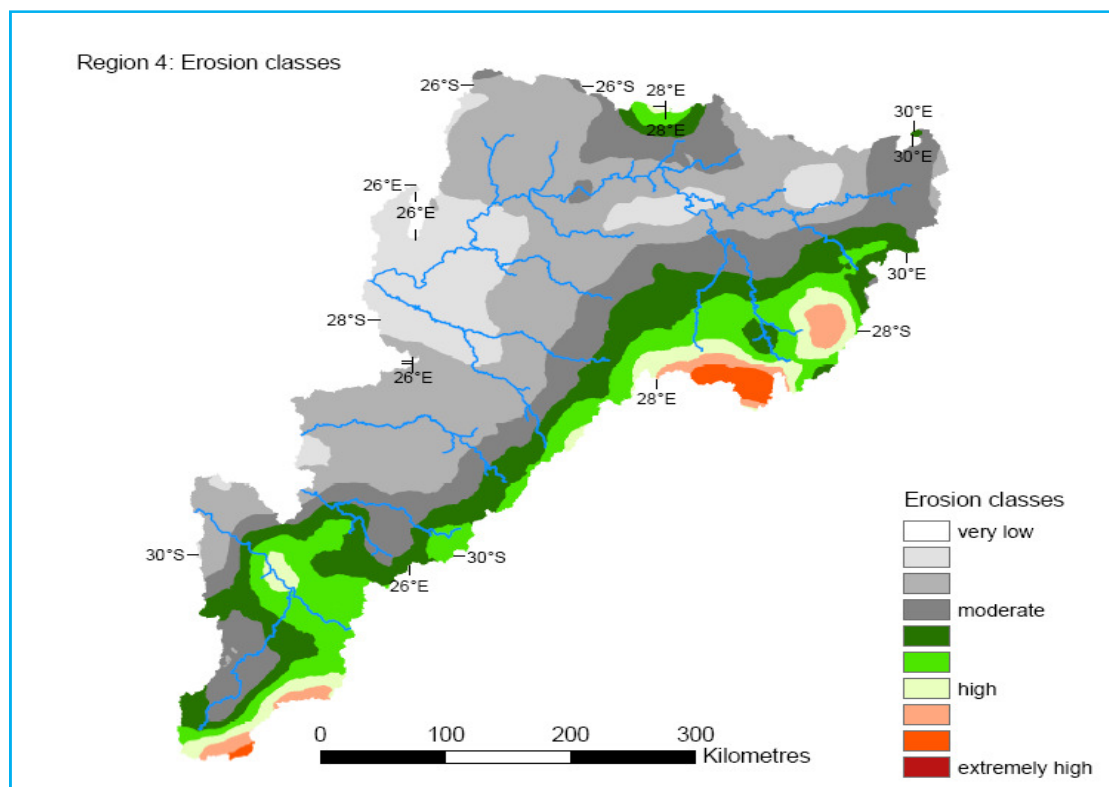 Region 4: Erosion classes
26°S
26°S
28°E
28°E
30°E
30°E
26°E
26°E
30°E
28°S
28°S
26°E
28°E
30°S
30°S
26°E
Erosion classes
very low
moderate
high
extremely high
0 100 200 300
Kilometres